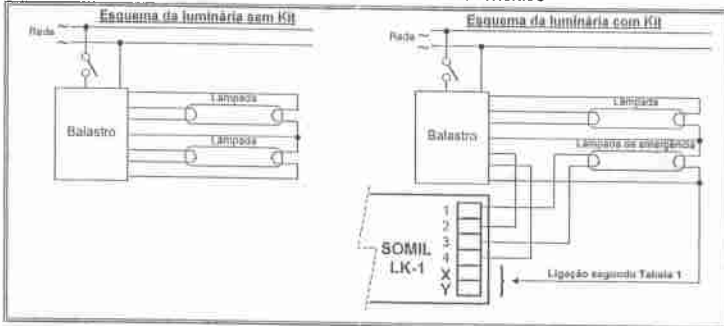 Esquema da luminária sem Kit
Rede ~
~
Lâmpada
Balastro
Lâmpada
Esquema da luminária com Kit
Rede ~
~
Lâmpada
Balastro
Lâmpada de emergência
1
2
3
4
X
Y
SOMIL
LK-1
Ligação segundo Tabela 1